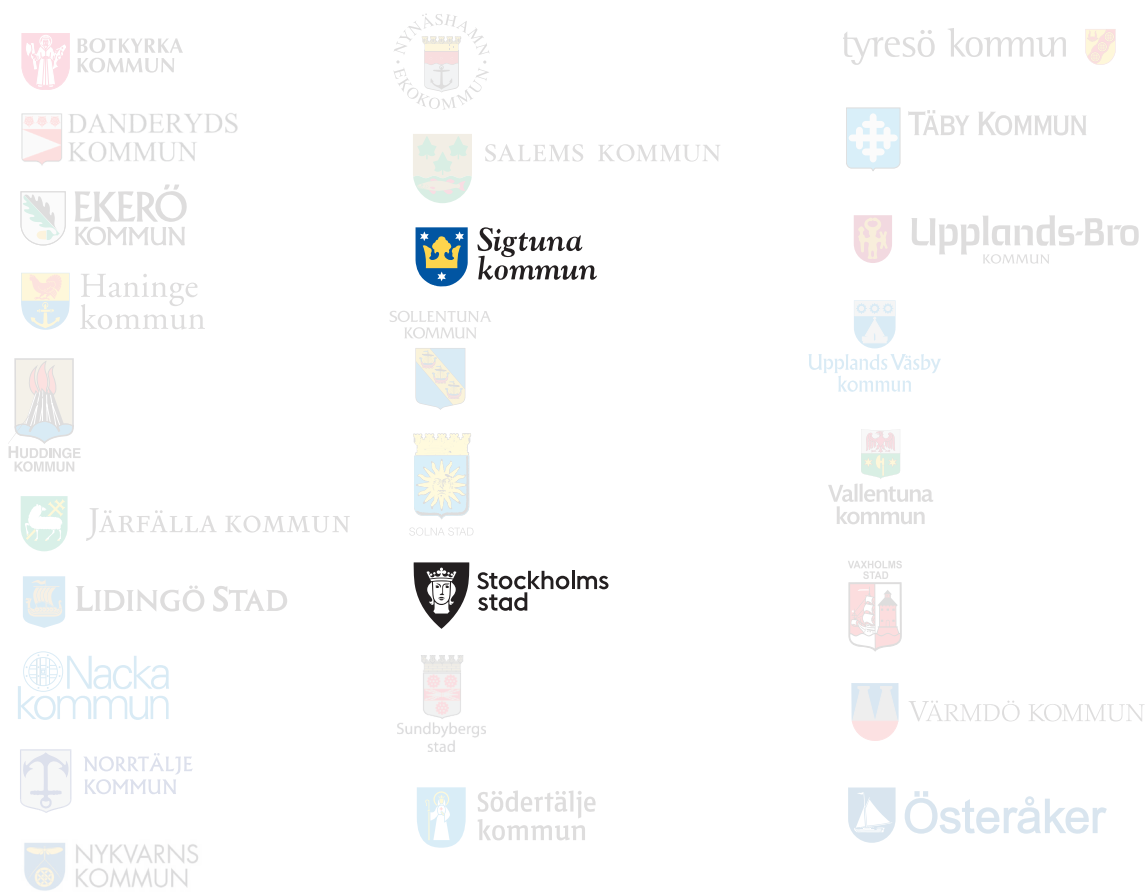 BOTKYRKA
KOMMUN
DANDERYDS
KOMMUN
EKERÖ
KOMMUN
Haninge
kommun
HUDDINGE
KOMMUN
JÄRFÄLLA KOMMUN
LIDINGÖ STAD
Nacka
kommun
NORRTÄLJE
KOMMUN
NYKVARNS
KOMMUN
NYNÄSHAMN
EKOKOMMUN
SALEMS KOMMUN
Sigtuna
kommun
SOLLENTUNA
KOMMUN
SOLNA STAD
Stockholms
stad
Sundbybergs
stad
Södertälje
kommun
tyresö kommun
TÄBY KOMMUN
Upplands-Bro
KOMMUN
Upplands Väsby
kommun
Vallentuna
kommun
VAXHOLMS
STAD
VÄRMDÖ KOMMUN
Österåker